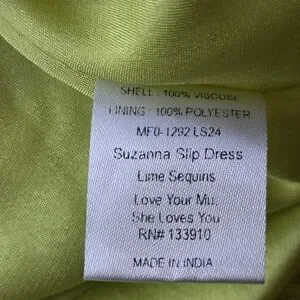 SHELL: 100% VISCOSE
LINING: 100% POLYESTER
MF0-1292 LS24
Suzanna Slip Dress
Lime Sequins
Love Your Mu,
She Loves You
RN# 133910
MADE IN INDIA